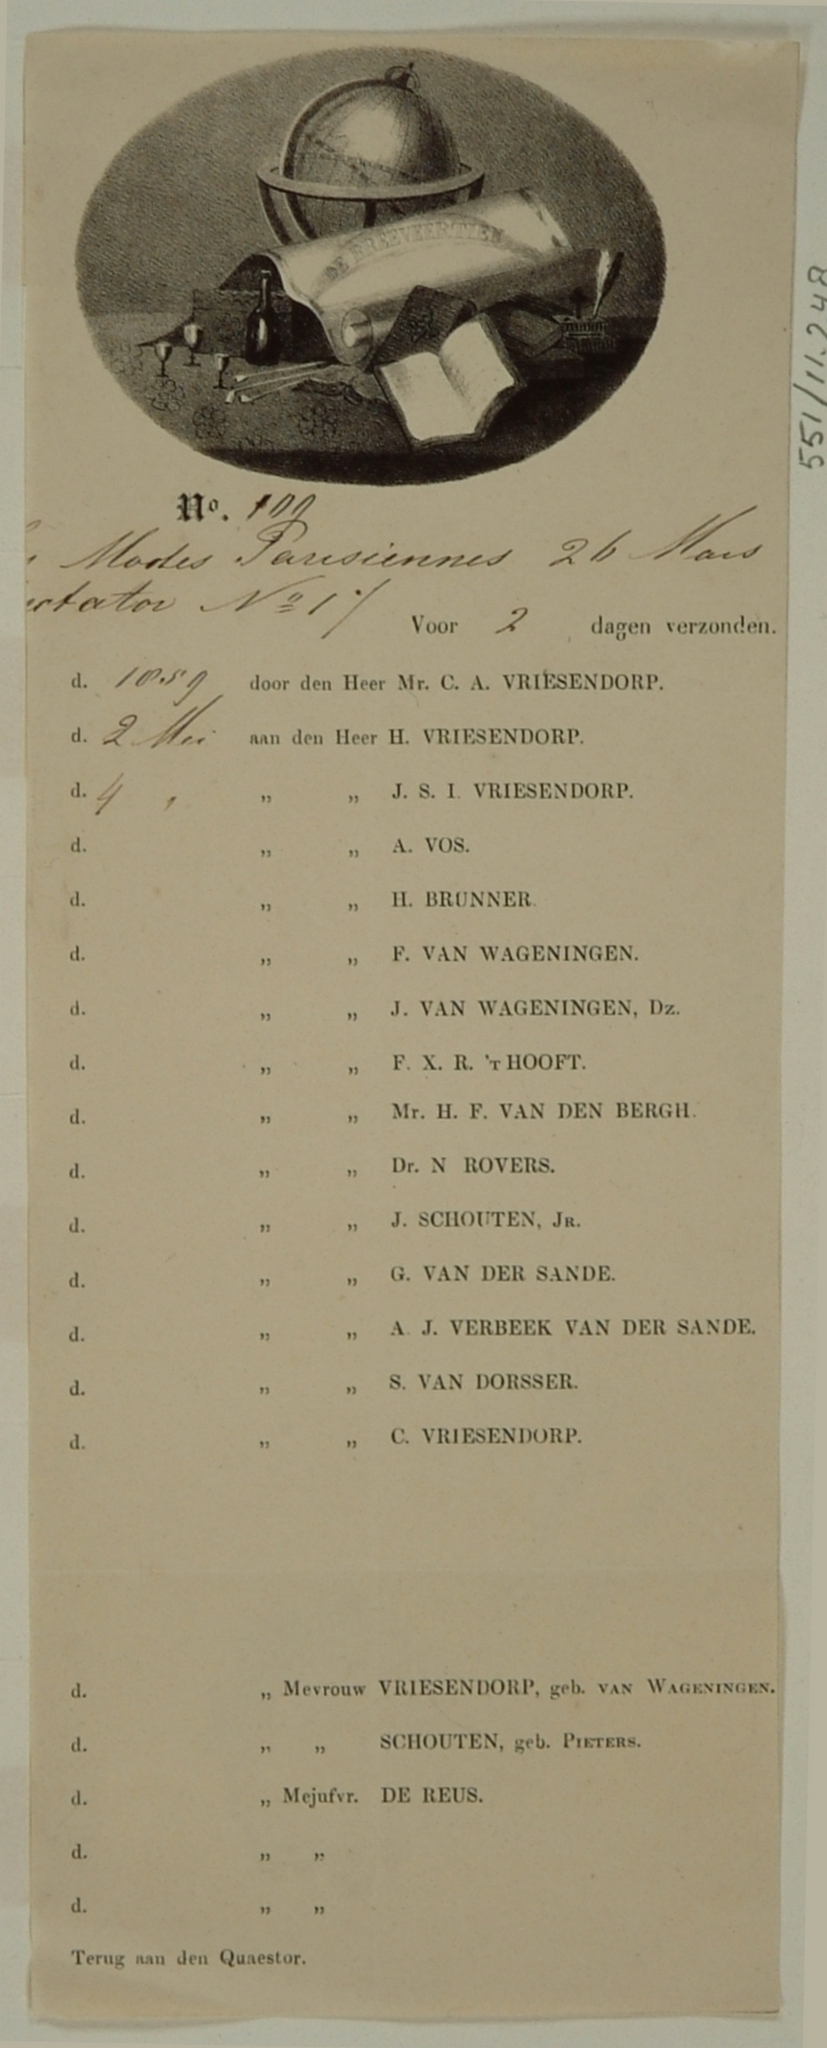 DE BREEVEERTIEN
551/11.248
No. 109
Modes Parisiennes 26 Mars
ectator No 17
Voor 2 dagen verzonden.
d. 1859 door den Heer Mr. C. A. VRIESENDORP.
d. 2 Mei aan den Heer H. VRIESENDORP.
d. 4 „ „ „ J. S. I. VRIESENDORP.
d. „ „ A. VOS.
d. „ „ H. BRUNNER.
d. „ „ F. VAN WAGENINGEN.
d. „ „ J. VAN WAGENINGEN, Dz.
d. „ „ F. X. R. 'T HOOFT.
d. „ „ Mr. H. F. VAN DEN BERGH.
d. „ „ Dr. N ROVERS.
d. „ „ J. SCHOUTEN, JR.
d. „ „ G. VAN DER SANDE.
d. „ „ A. J. VERBEEK VAN DER SANDE.
d. „ „ S. VAN DORSSER.
d. „ „ C. VRIESENDORP.
d. „ Mevrouw VRIESENDORP, geb. VAN WAGENINGEN.
d. „ „ SCHOUTEN, geb. PIETERS.
d. „ Mejufvr. DE REUS.
d. „ „
d. „ „
Terug aan den Quaestor.